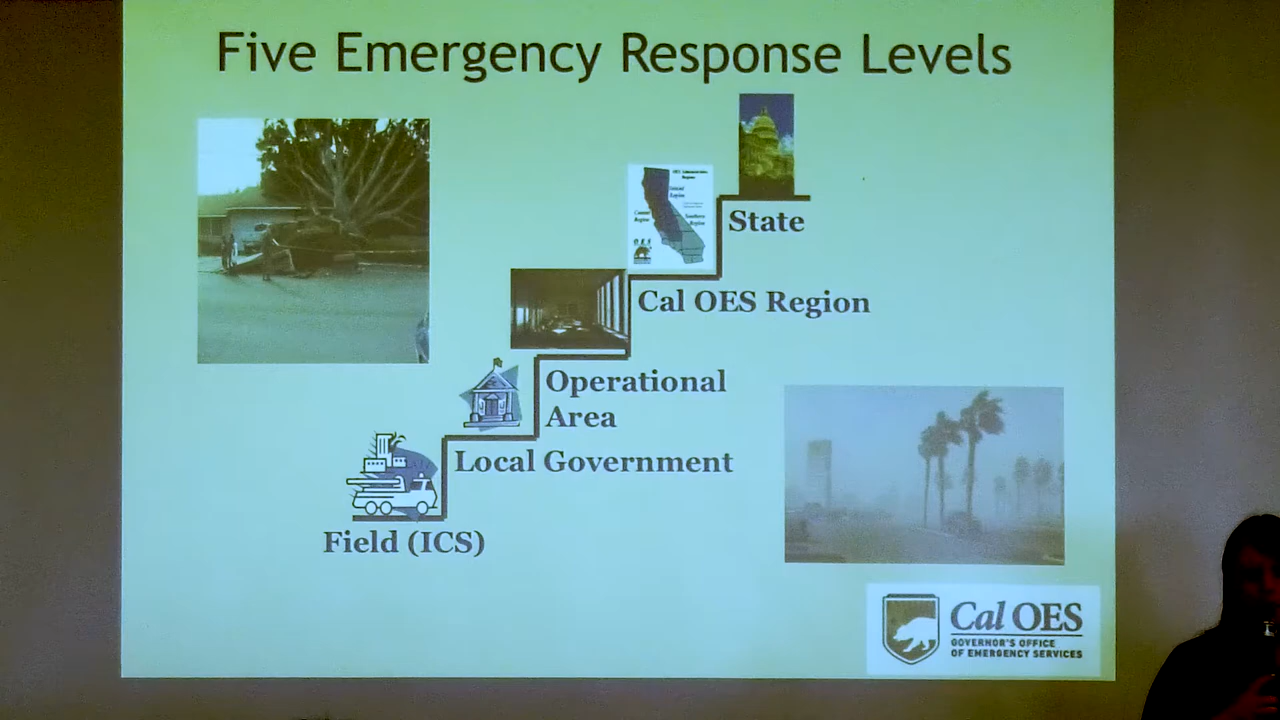 Five Emergency Response Levels
State
Cal OES Region
Operational
Area
Local Government
Field (ICS)
Cal OES
GOVERNOR'S OFFICE
OF EMERGENCY SERVICES